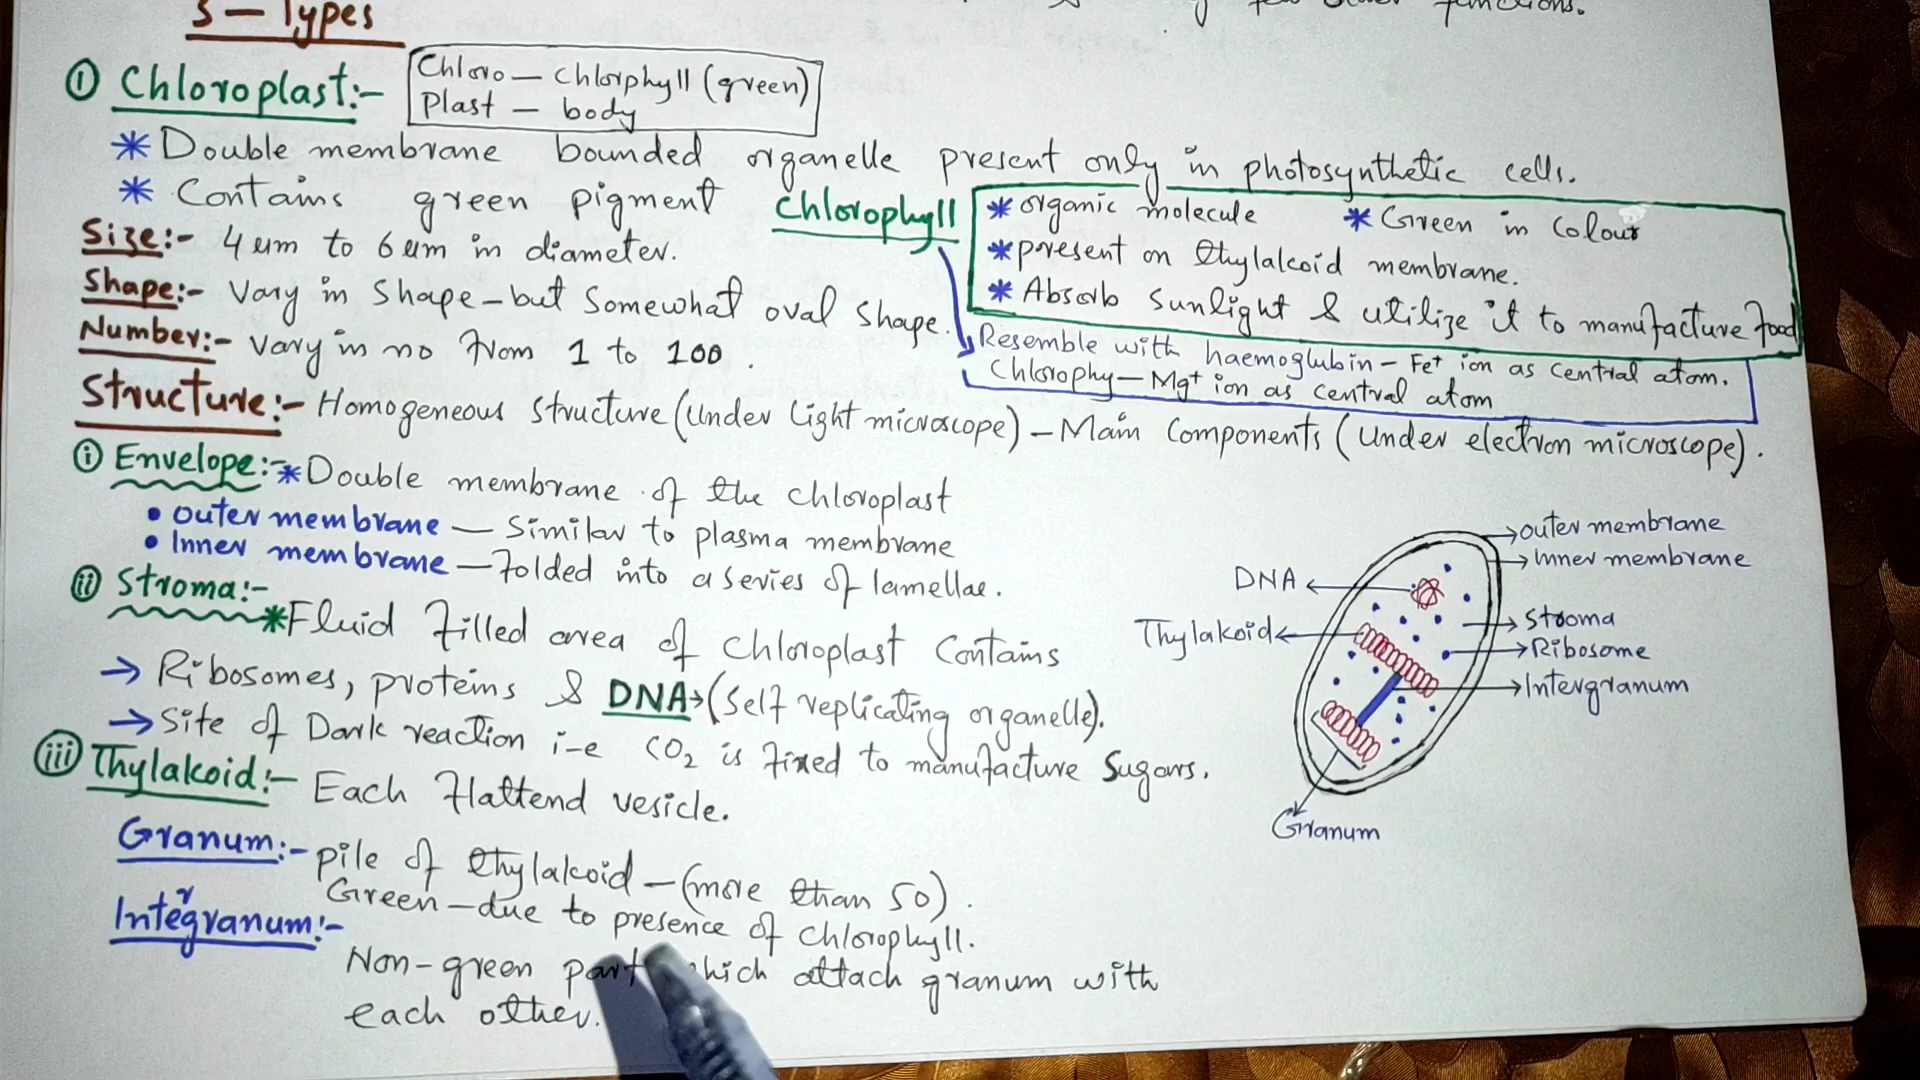 3 – Types
functions.
① Chloroplast:-
Chloro – Chlorphyll (green)
Plast – body
* Double membrane bounded organelle present only in photosynthetic cells.
* Contains green pigment Chlorophyll
* organic molecule * Green in Colour
* present on thylakoid membrane.
* Absorb Sunlight & utilize it to manufacture food
Resemble with haemoglubin – Fe+ ion as central atom.
Chlorophy – Mg+ ion as central atom
Size:- 4 um to 6 um in diameter.
Shape:- Vary in Shape – but Somewhat oval Shape.
Number:- Vary in no from 1 to 100 .
Structure:- Homogeneous Structure (Under Light microscope) – Main Components (Under electron microscope).
i Envelope:- * Double membrane of the Chloroplast
• Outer membrane – Similar to plasma membrane
• Inner membrane – Folded into a series of lamellae.
ii Stroma:-
* Fluid filled area of Chloroplast Contains
→ Ribosomes, proteins & DNA → (Self replicating organelle).
→ Site of Dark reaction i-e CO2 is fixed to manufacture Sugars.
iii Thylakoid:- Each flattend vesicle.
Granum:- pile of thylakoid – (more than 50) .
Green – due to presence of Chlorophyll.
Integranum:-
r
Non-green part which attach granum with
each other.
outer membrane
Inner membrane
DNA
Stroma
Thylakoid
Ribosome
Intergranum
Granum